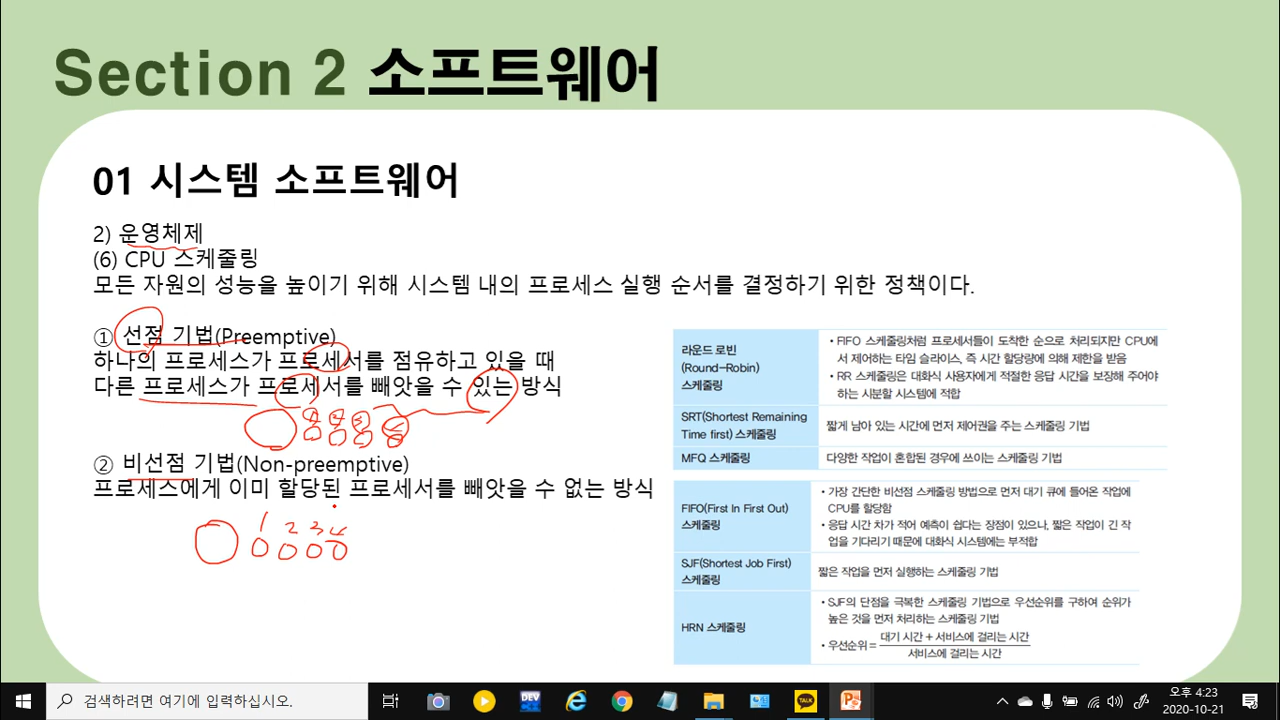 Section 2 소프트웨어
01 시스템 소프트웨어
2) 운영체제
(6) CPU 스케줄링
모든 자원의 성능을 높이기 위해 시스템 내의 프로세스 실행 순서를 결정하기 위한 정책이다.
① 선점 기법(Preemptive)
하나의 프로세스가 프로세서를 점유하고 있을 때
다른 프로세스가 프로세서를 빼앗을 수 있는 방식
② 비선점 기법(Non-preemptive)
프로세스에게 이미 할당된 프로세서를 빼앗을 수 없는 방식
1 2 3 4
라운드 로빈
(Round-Robin)
스케줄링
• FIFO 스케줄링처럼 프로세서들이 도착한 순으로 처리되지만 CPU에
서 제어하는 타임 슬라이스, 즉 시간 할당량에 의해 제한을 받음
• RR 스케줄링은 대화식 사용자에게 적절한 응답 시간을 보장해 주어야
하는 시분할 시스템에 적합
SRT(Shortest Remaining
Time first) 스케줄링
짧게 남아 있는 시간에 먼저 제어권을 주는 스케줄링 기법
MFQ 스케줄링
다양한 작업이 혼합된 경우에 쓰이는 스케줄링 기법
FIFO(First In First Out)
스케줄링
• 가장 간단한 비선점 스케줄링 방법으로 먼저 대기 큐에 들어온 작업에
CPU를 할당함
• 응답 시간 차가 적어 예측이 쉽다는 장점이 있으나, 짧은 작업이 긴 작
업을 기다리기 때문에 대화식 시스템에는 부적합
SJF(Shortest Job First)
스케줄링
짧은 작업을 먼저 실행하는 스케줄링 기법
HRN 스케줄링
• SJF의 단점을 극복한 스케줄링 기법으로 우선순위를 구하여 순위가
높은 것을 먼저 처리하는 스케줄링 기법
• 우선순위 = 대기 시간 + 서비스에 걸리는 시간
서비스에 걸리는 시간
검색하려면 여기에 입력하십시오.
DEV
TALK
오후 4:23
2020-10-21